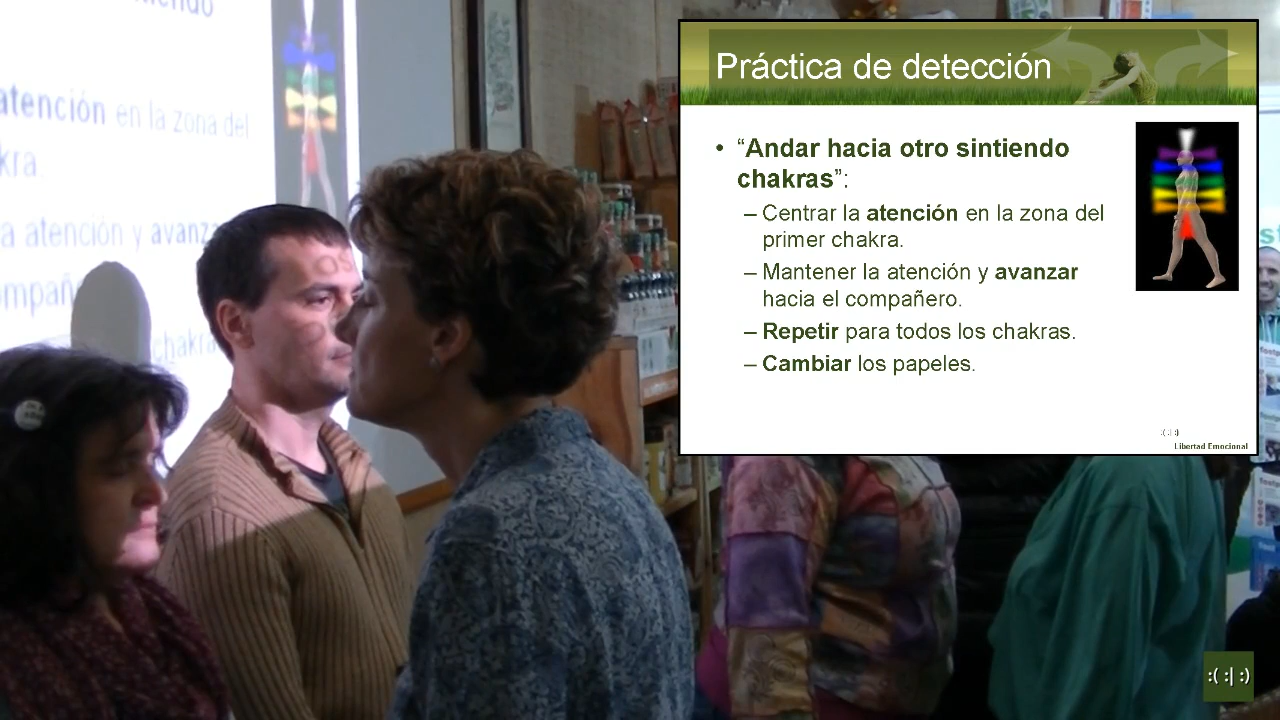 atención en la zona del
kra.
a atención y avanza
ompañ
chakra
Práctica de detección
• “Andar hacia otro sintiendo
chakras”:
– Centrar la atención en la zona del
primer chakra.
– Mantener la atención y avanzar
hacia el compañero.
– Repetir para todos los chakras.
– Cambiar los papeles.
:( :| :)
Libertad Emocional
:( :| :)